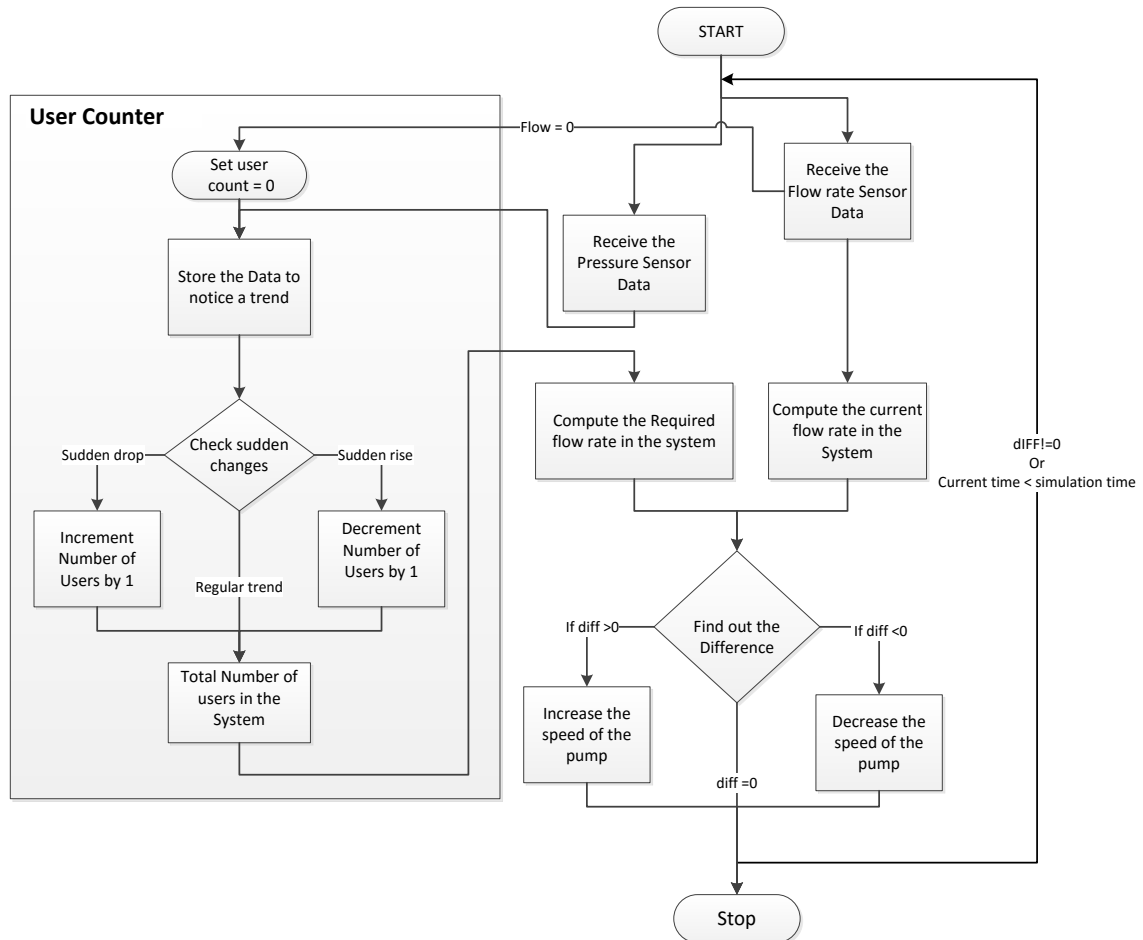 START
User Counter
Flow = 0
Set user
count = 0
Receive the
Flow rate Sensor
Data
Receive the
Pressure Sensor
Data
Store the Data to
notice a trend
Compute the Required
flow rate in the system
Compute the current
flow rate in the
System
dIFF!=0
Or
Current time < simulation time
Check sudden
changes
Sudden drop
Sudden rise
Increment
Number of
Users by 1
Decrement
Number of
Users by 1
Regular trend
Find out the
Difference
If diff >0
If diff <0
Total Number of
users in the
System
Increase the
speed of the
pump
Decrease the
speed of the
pump
diff =0
Stop